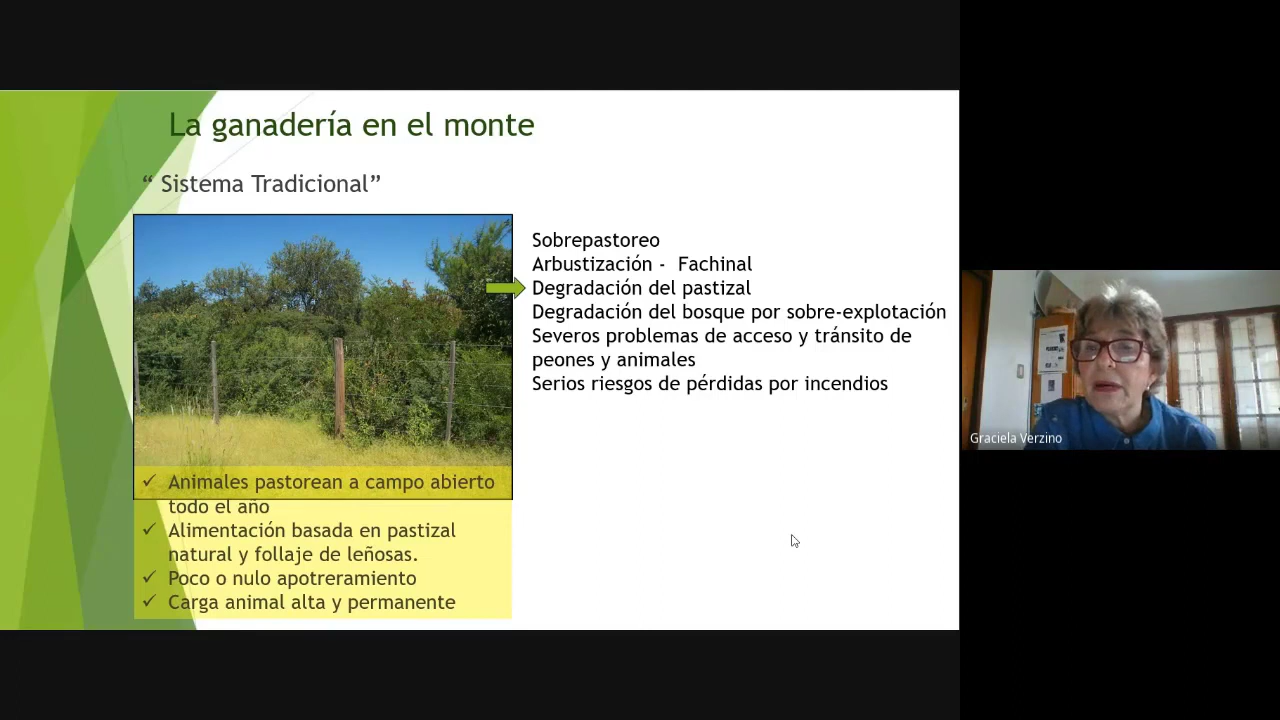 La ganadería en el monte
“ Sistema Tradicional”
Sobrepastoreo
Arbustización - Fachinal
Degradación del pastizal
Degradación del bosque por sobre-explotación
Severos problemas de acceso y tránsito de
peones y animales
Serios riesgos de pérdidas por incendios
✓ Animales pastorean a campo abierto
todo el año
✓ Alimentación basada en pastizal
natural y follaje de leñosas.
✓ Poco o nulo apotreramiento
✓ Carga animal alta y permanente
Graciela Verzino